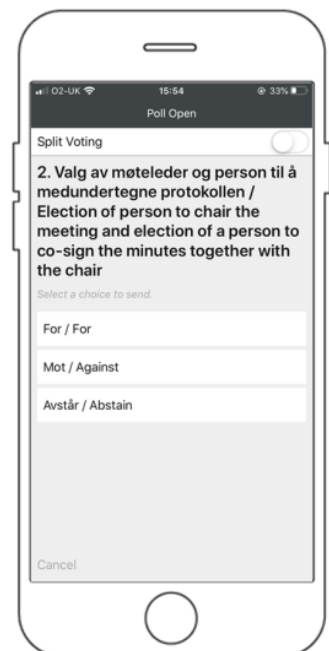 O2-UK 15:54 33%
Poll Open
Split Voting
2. Valg av møteleder og person til å
medundertegne protokollen /
Election of person to chair the
meeting and election of a person to
co-sign the minutes together with
the chair
Select a choice to send.
For / For
Mot / Against
Avstår / Abstain
Cancel